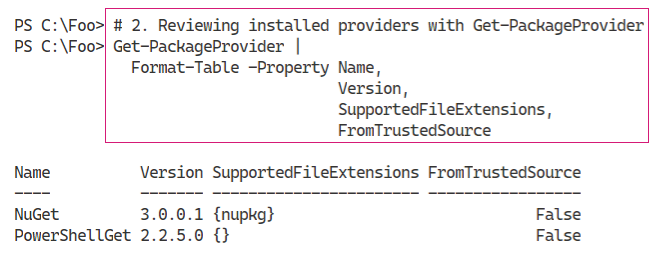 PS C:\Foo> # 2. Reviewing installed providers with Get-PackageProvider
PS C:\Foo> Get-PackageProvider |
Format-Table -Property Name,
Version,
SupportedFileExtensions,
FromTrustedSource
Name Version SupportedFileExtensions FromTrustedSource
---- ------- ----------------------- -----------------
NuGet 3.0.0.1 {nupkg} False
PowerShellGet 2.2.5.0 {} False